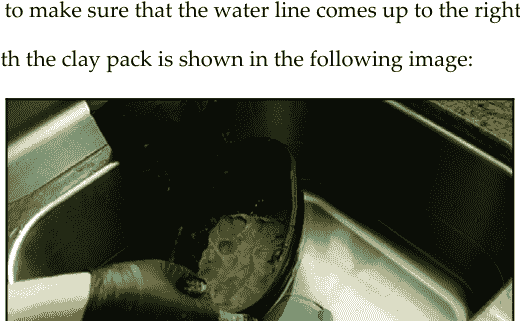 to make sure that the water line comes up to the right
th the clay pack is shown in the following image: